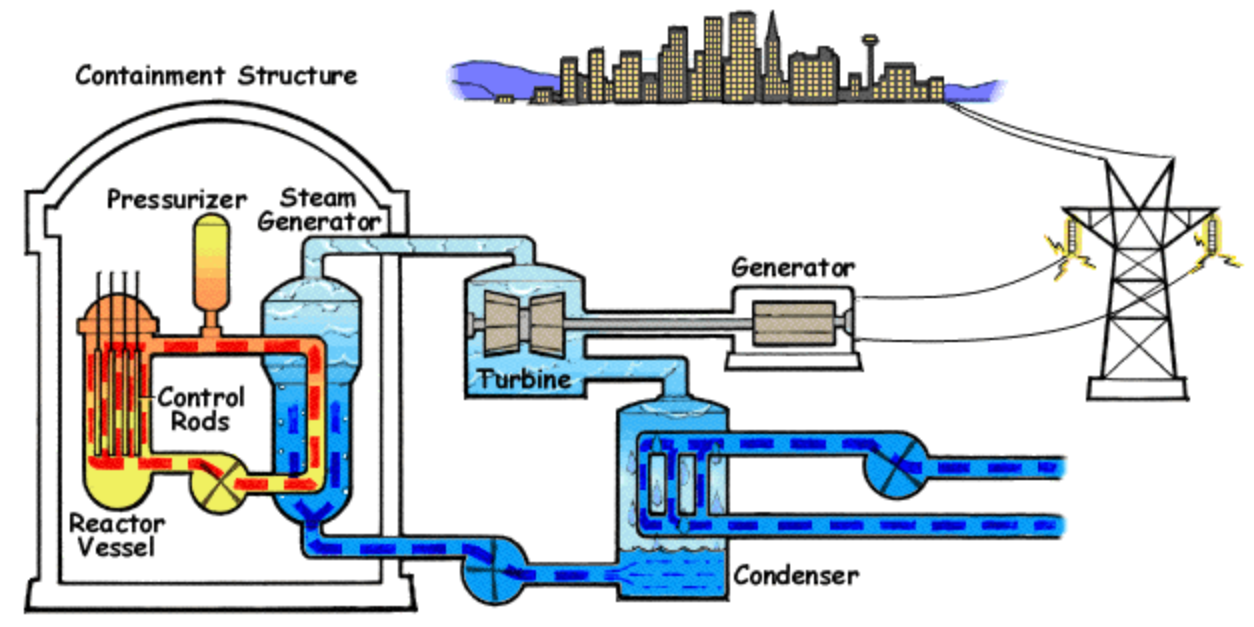 Containment Structure
Pressurizer
Steam
Generator
Generator
Turbine
Control
Rods
Reactor
Vessel
Condenser